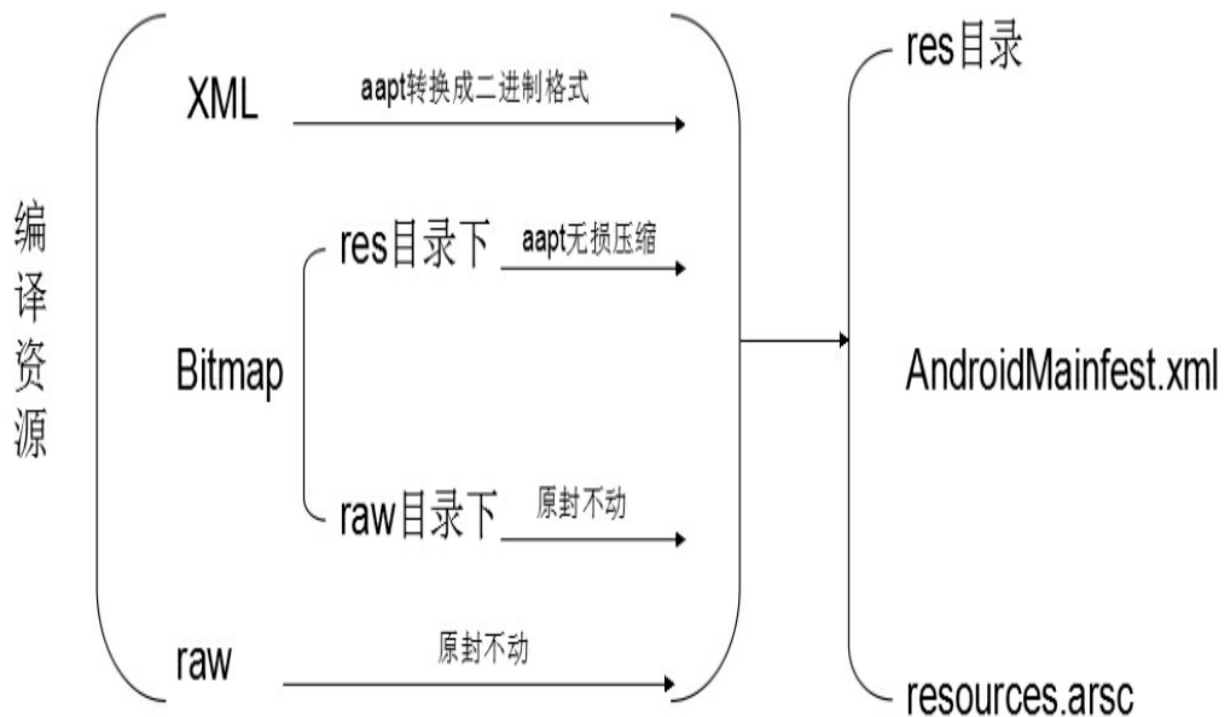 编译资源
XML
aapt转换成二进制格式
Bitmap
res目录下
aapt无损压缩
raw目录下
原封不动
raw
原封不动
res目录
AndroidMainfest.xml
resources.arsc